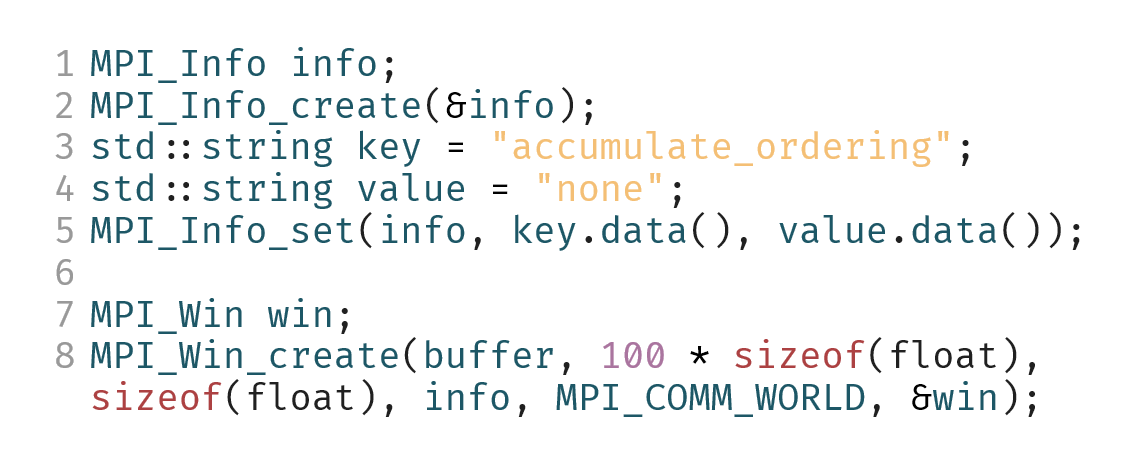 1 MPI_Info info;
2 MPI_Info_create(&info);
3 std::string key = "accumulate_ordering";
4 std::string value = "none";
5 MPI_Info_set(info, key.data(), value.data());
6
7 MPI_Win win;
8 MPI_Win_create(buffer, 100 * sizeof(float),
sizeof(float), info, MPI_COMM_WORLD, &win);